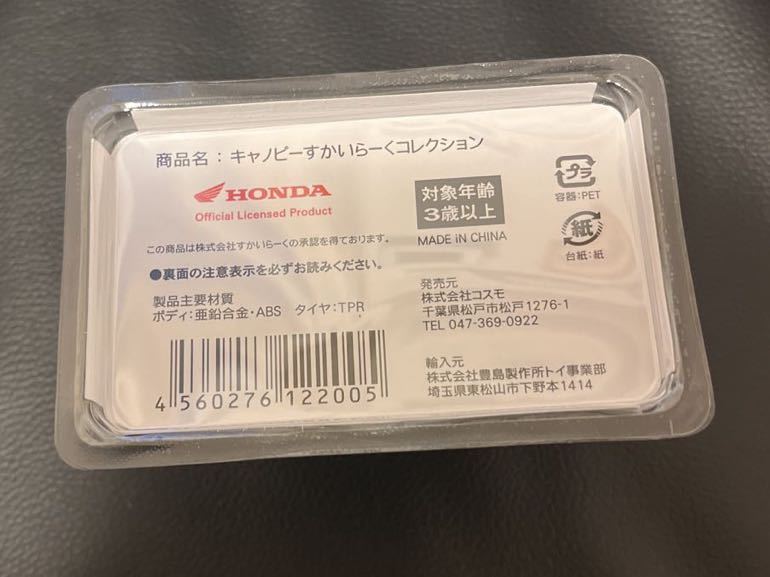 商品名：キャノピーすかいらーくコレクション
HONDA
Official Licensed Product
対象年齢
3歳以上
MADE iN CHINA
プラ
容器:PET
紙
台紙:紙
この商品は株式会社すかいらーくの承認を得ております。
●裏面の注意表示を必ずお読みください。
製品主要材質
ボディ:亜鉛合金・ABS タイヤ:TPR
4 560276 122005
発売元
株式会社コスモ
千葉県松戸市松戸1276-1
TEL 047-369-0922
輸入元
株式会社豊島製作所トイ事業部
埼玉県東松山市下野本1414